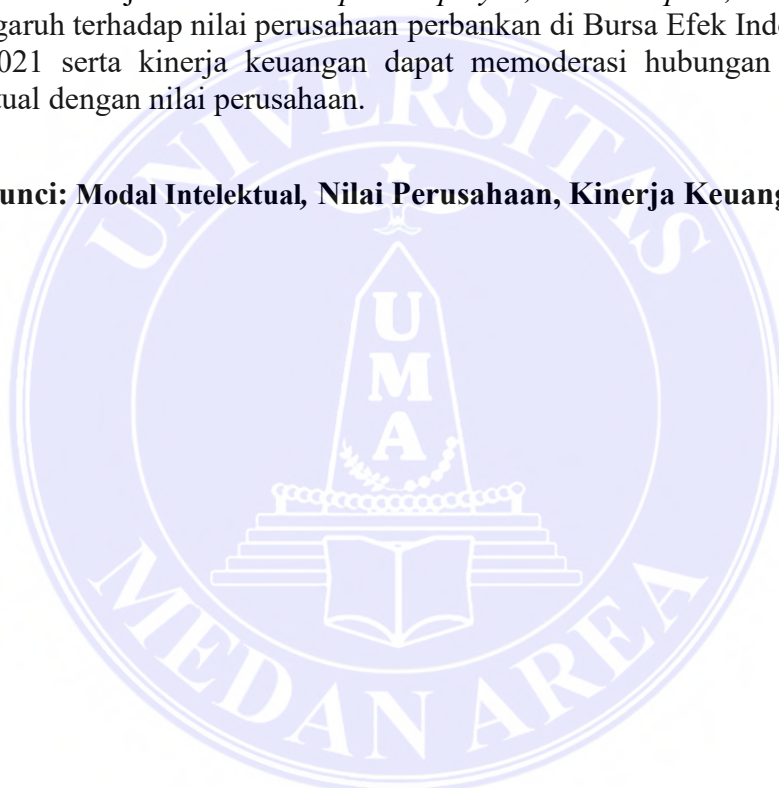 garuh terhadap nilai perusahaan perbankan di Bursa Efek Indo
021 serta kinerja keuangan dapat memoderasi hubungan
tual dengan nilai perusahaan.
unci: Modal Intelektual, Nilai Perusahaan, Kinerja Keuang
UNIVERSITAS
UMA
MEDAN AREA